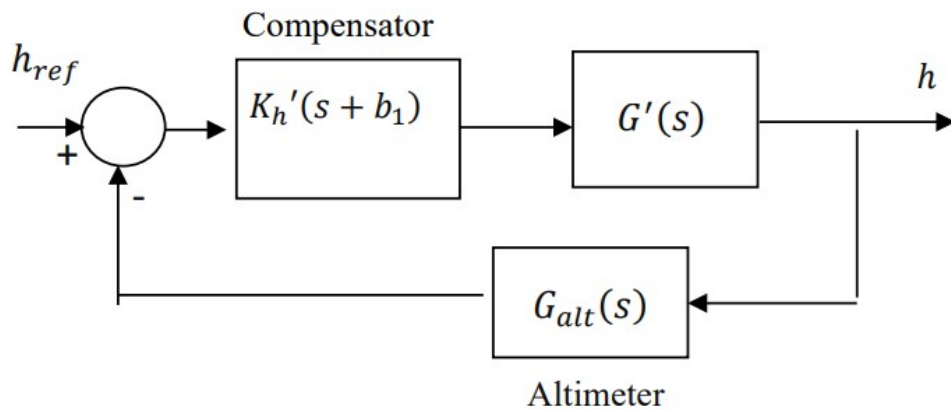 Compensator
h_{ref}
K_h'(s + b_1)
G'(s)
h
+
-
G_{alt}(s)
Altimeter